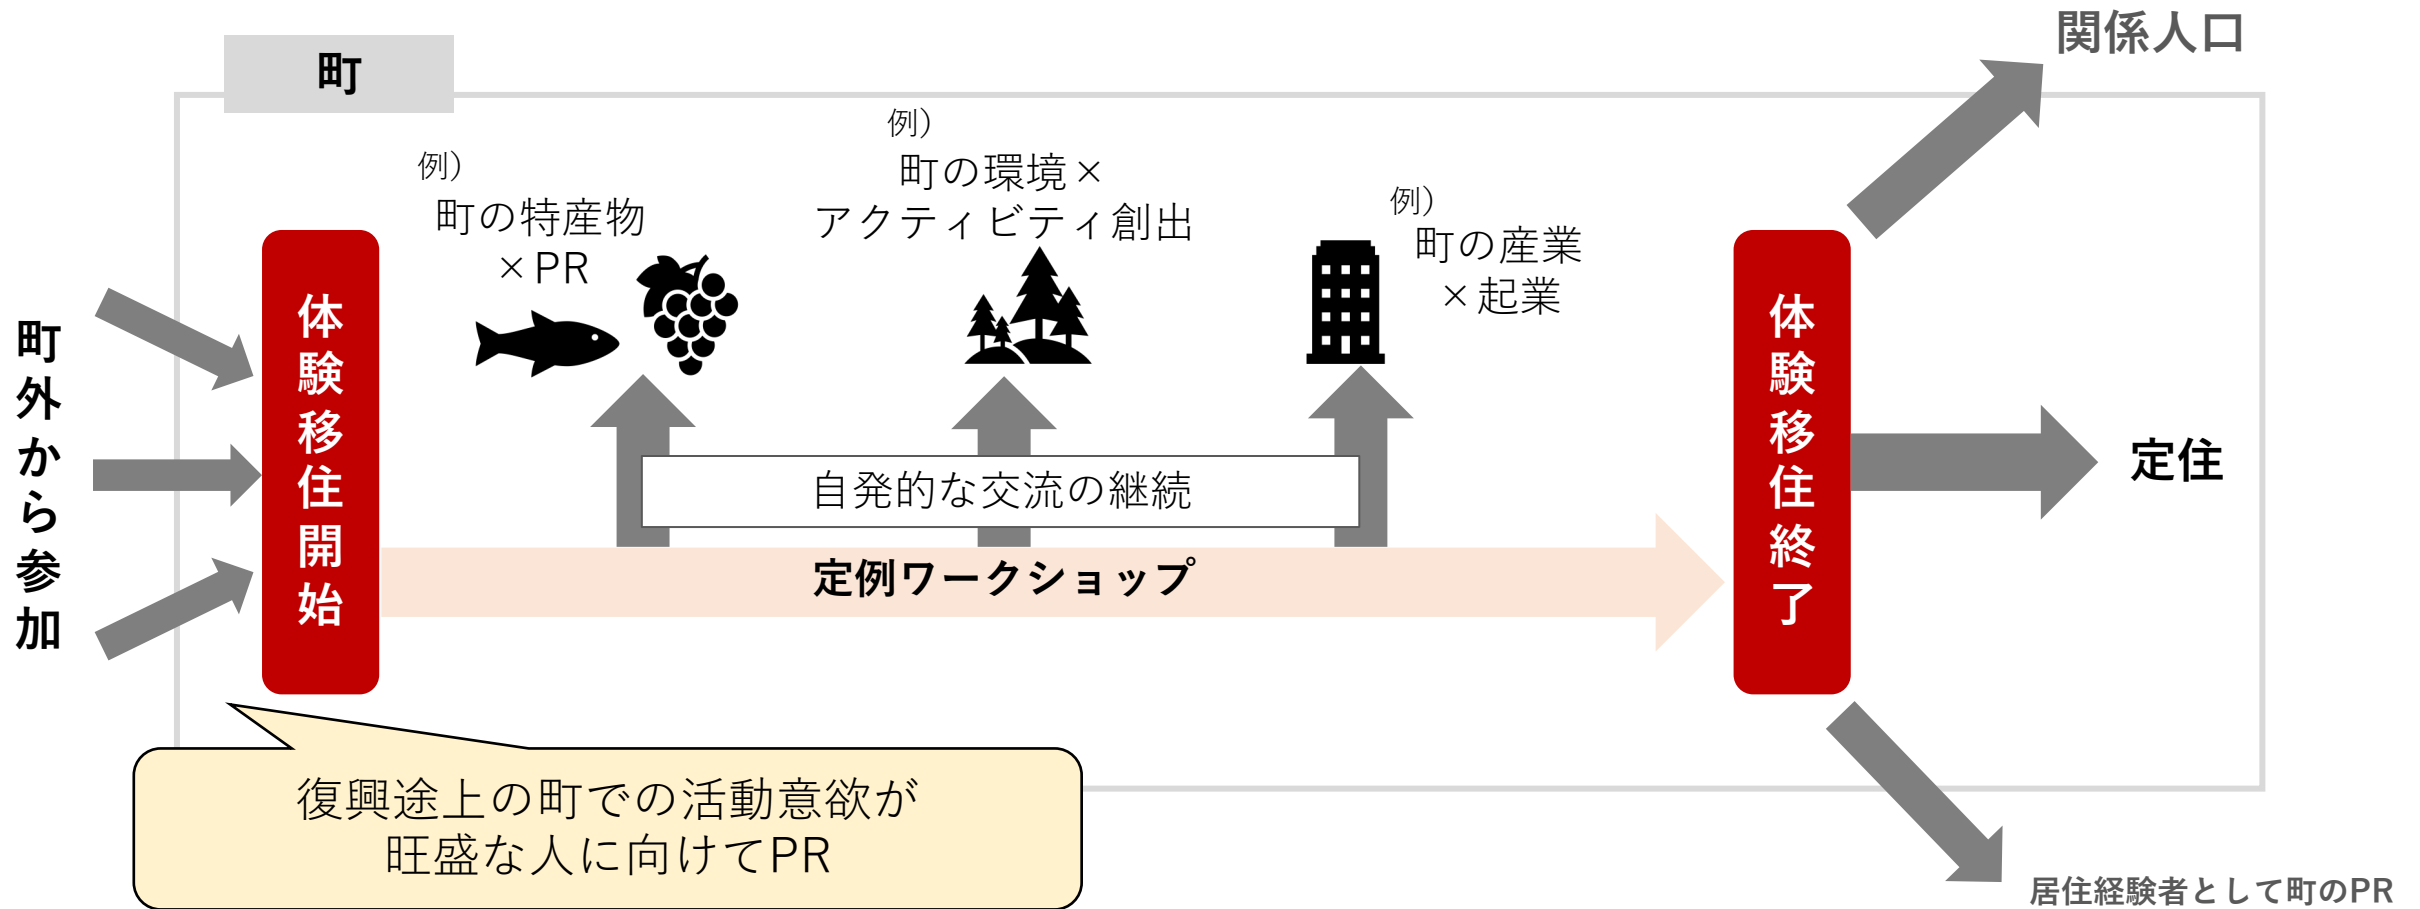 関係人口
町
例）
町の環境×
アクティビティ創出
例）
町の特産物
×PR
例）
町の産業
×起業
町外から参加
体験移住開始
自発的な交流の継続
定例ワークショップ
体験移住終了
定住
復興途上の町での活動意欲が
旺盛な人に向けてPR
居住経験者として町のPR